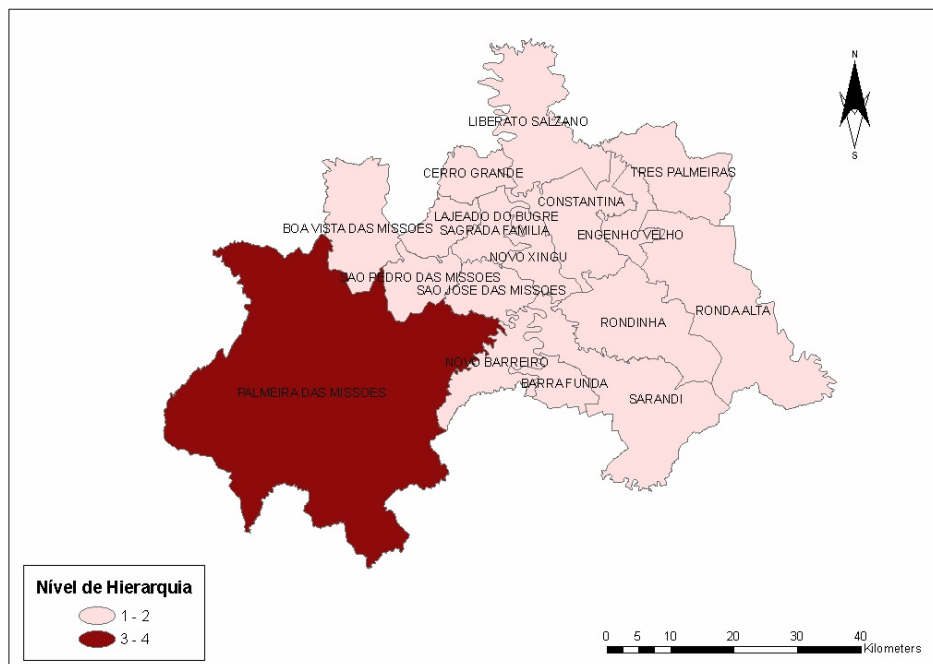 N
S
LIBERATO SALZANO
CERRO GRANDE
TRES PALMEIRAS
CONSTANTINA
LAJEADO DO BUGRE
BOA VISTA DAS MISSOES
SAGRADA FAMILIA
ENGENHO VELHO
NOVO XINGU
SAO PEDRO DAS MISSOES
SAO JOSE DAS MISSOES
RONDA ALTA
RONDINHA
NOVO BARREIRO
BARRA FUNDA
PALMEIRA DAS MISSOES
SARANDI
Nível de Hierarquia
1 - 2
3 - 4
0 5 10 20 30 40
Kilometers